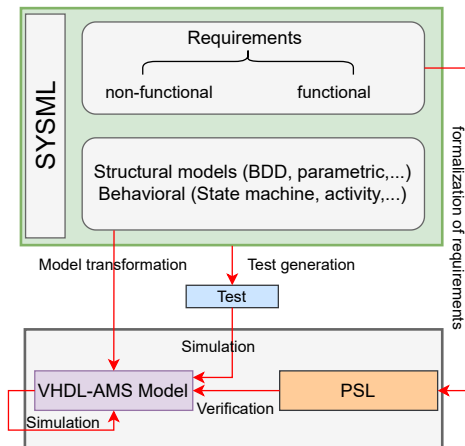 SYSML
Requirements
non-functional
functional
Structural models (BDD, parametric,...)
Behavioral (State machine, activity,...)
formalization of requirements
Model transformation
Test generation
Test
Simulation
VHDL-AMS Model
PSL
Verification
Simulation